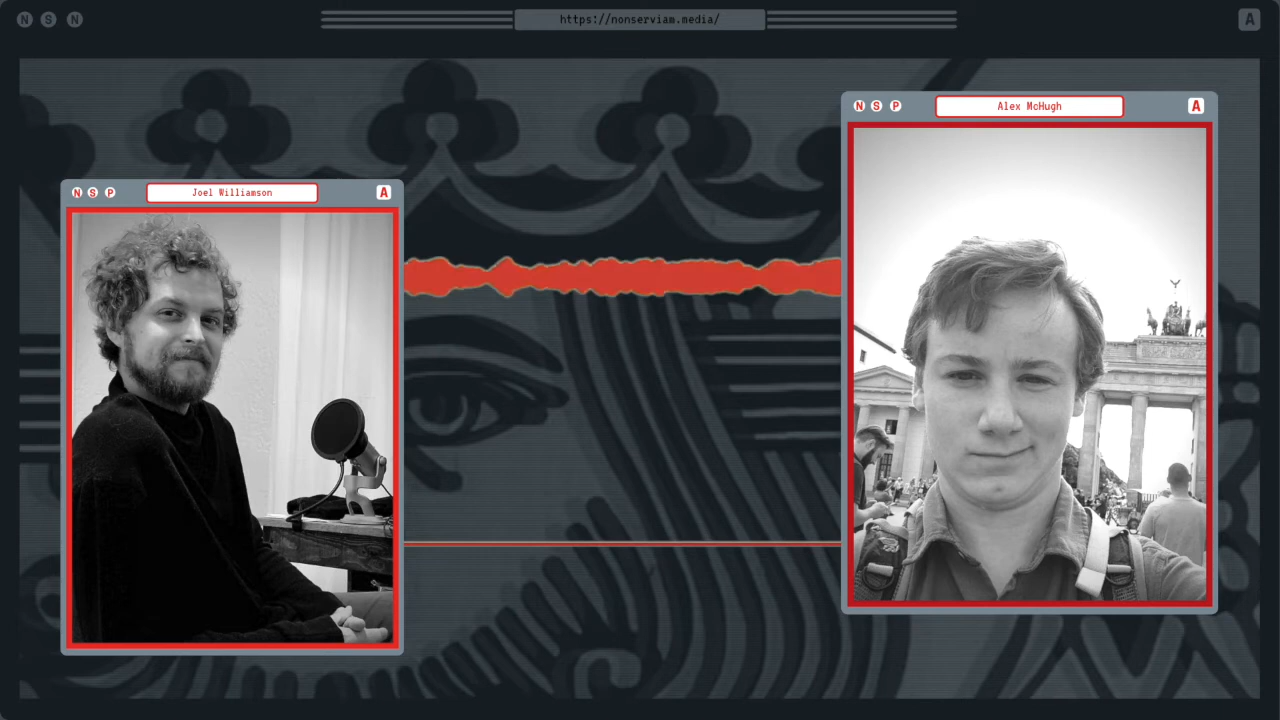 N S N
https://nonserviam.media/
A
N S P
Alex McHugh
A
N S P
Joel Williamson
A